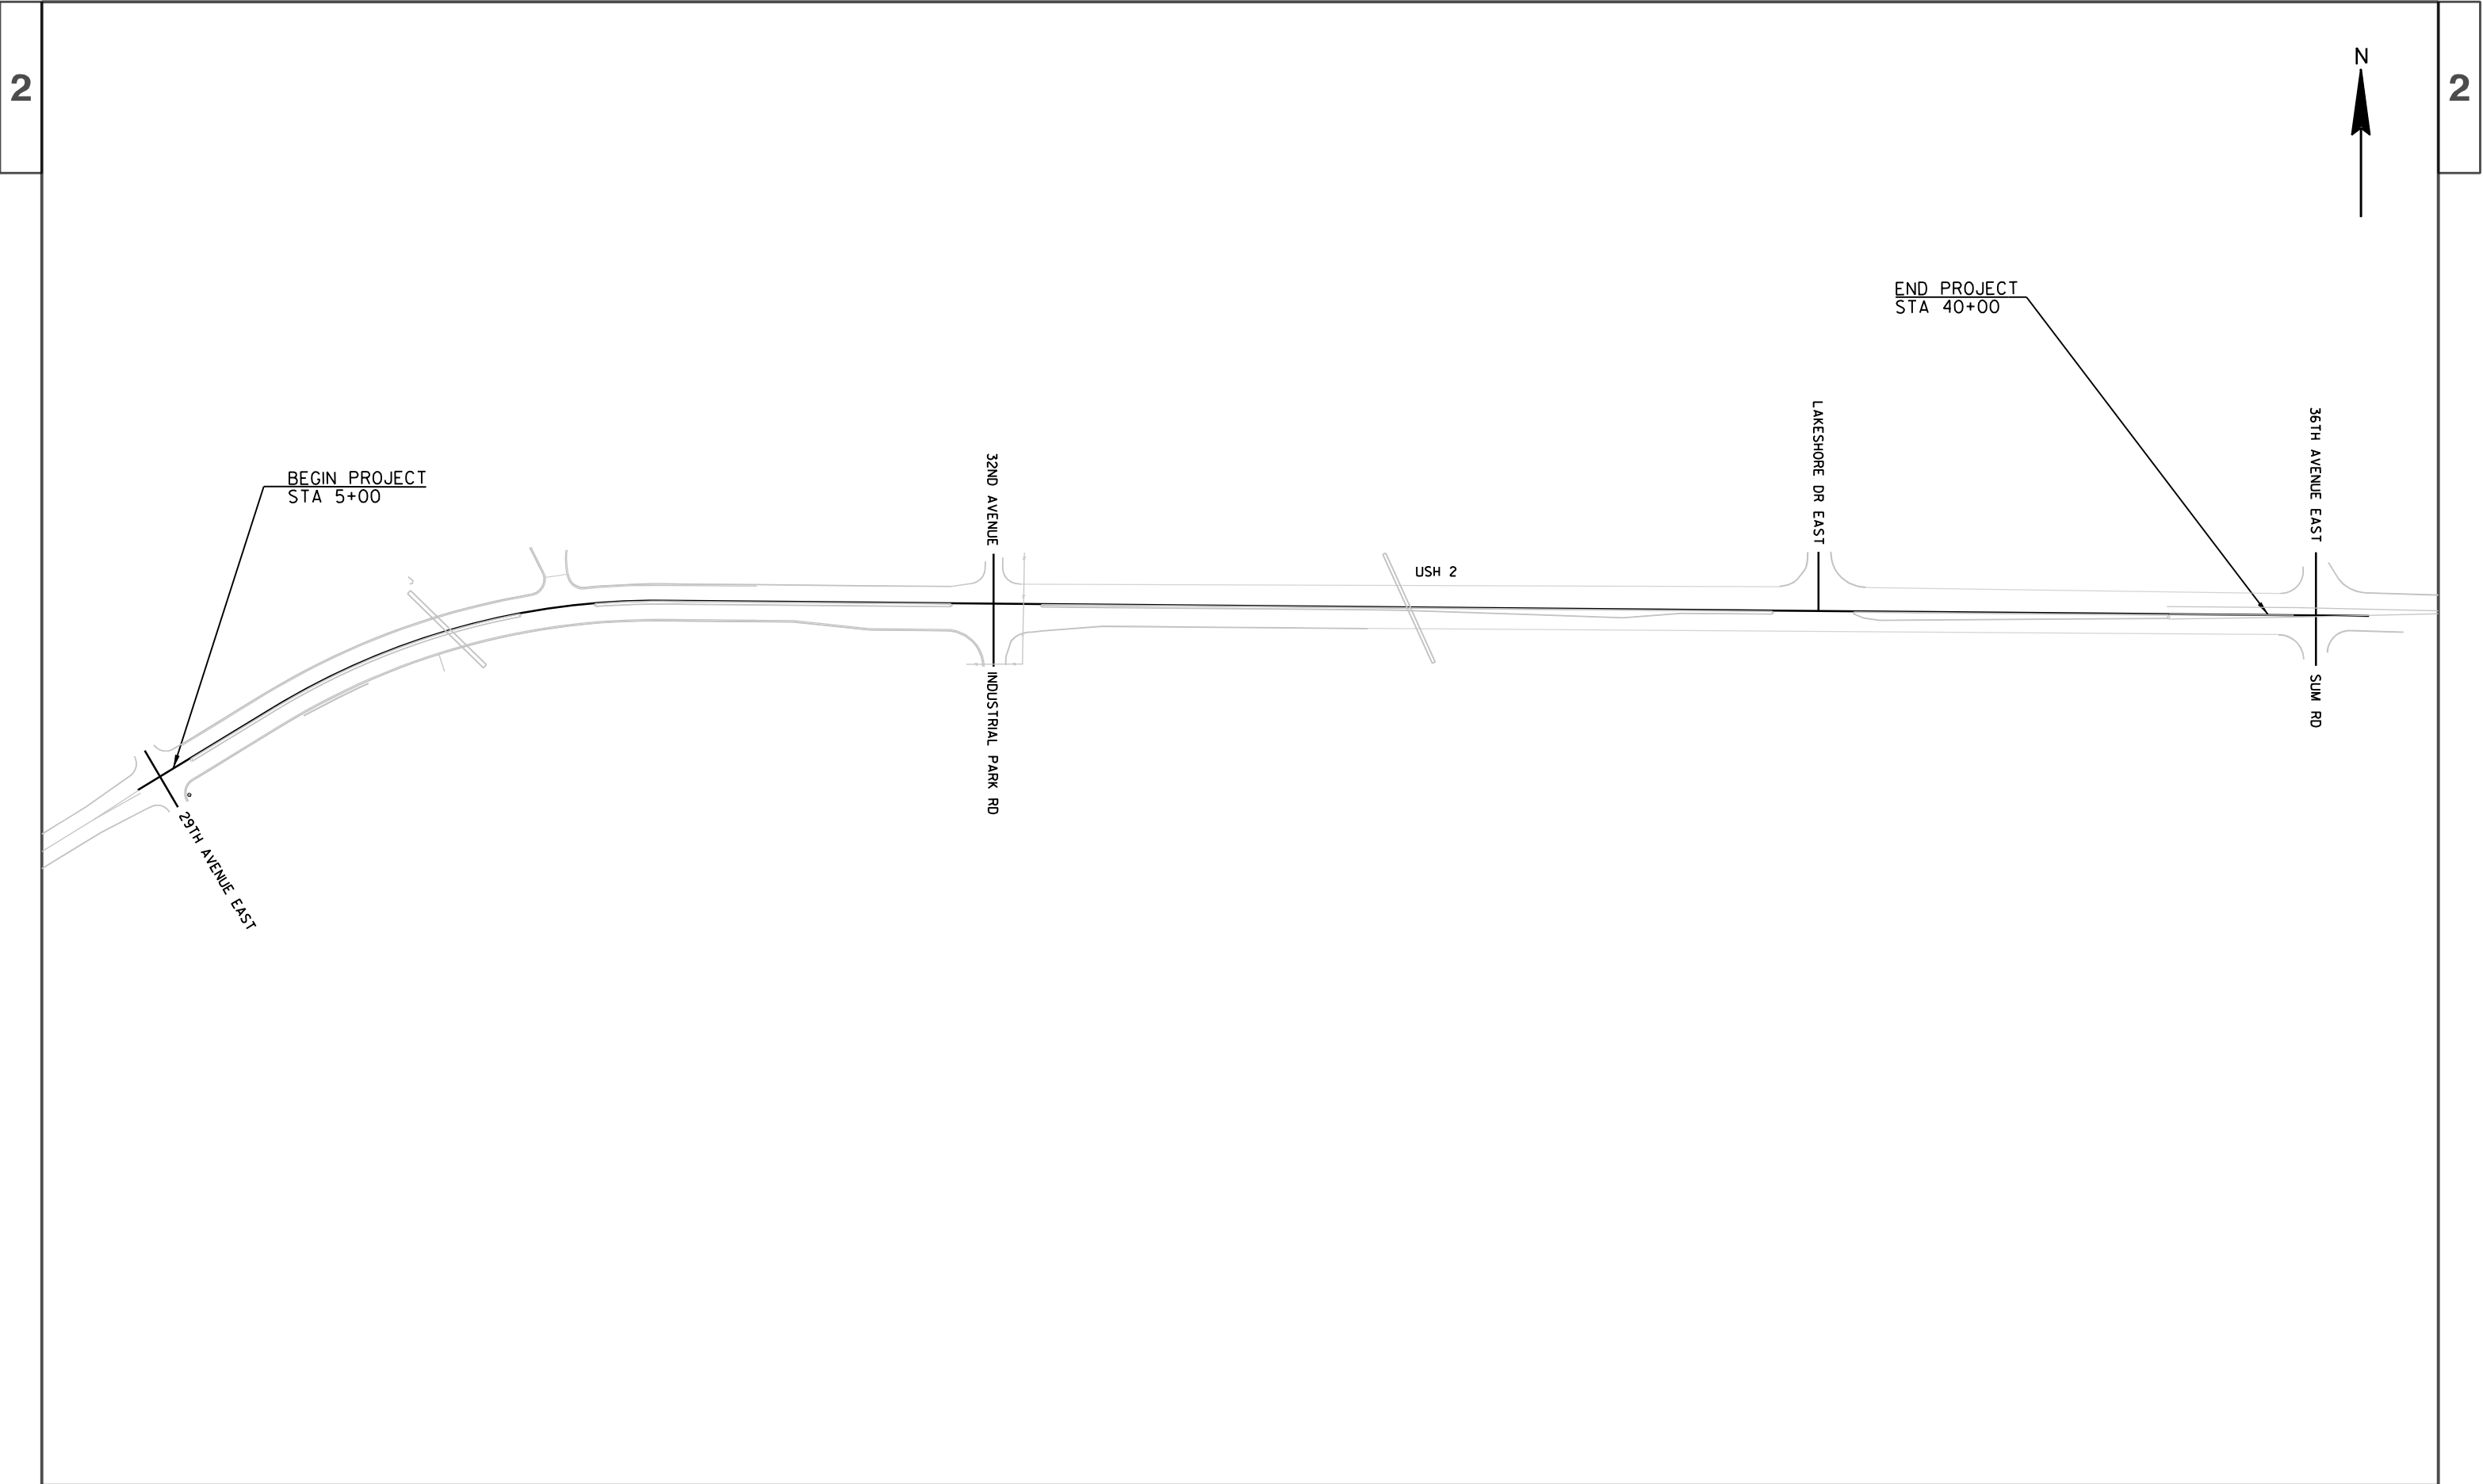 2
2
N
END PROJECT
STA 40+00
LAKESHORE DR EAST
36TH AVENUE EAST
32ND AVENUE
BEGIN PROJECT
STA 5+00
USH 2
INDUSTRIAL PARK RD
SUM RD
29TH AVENUE EAST